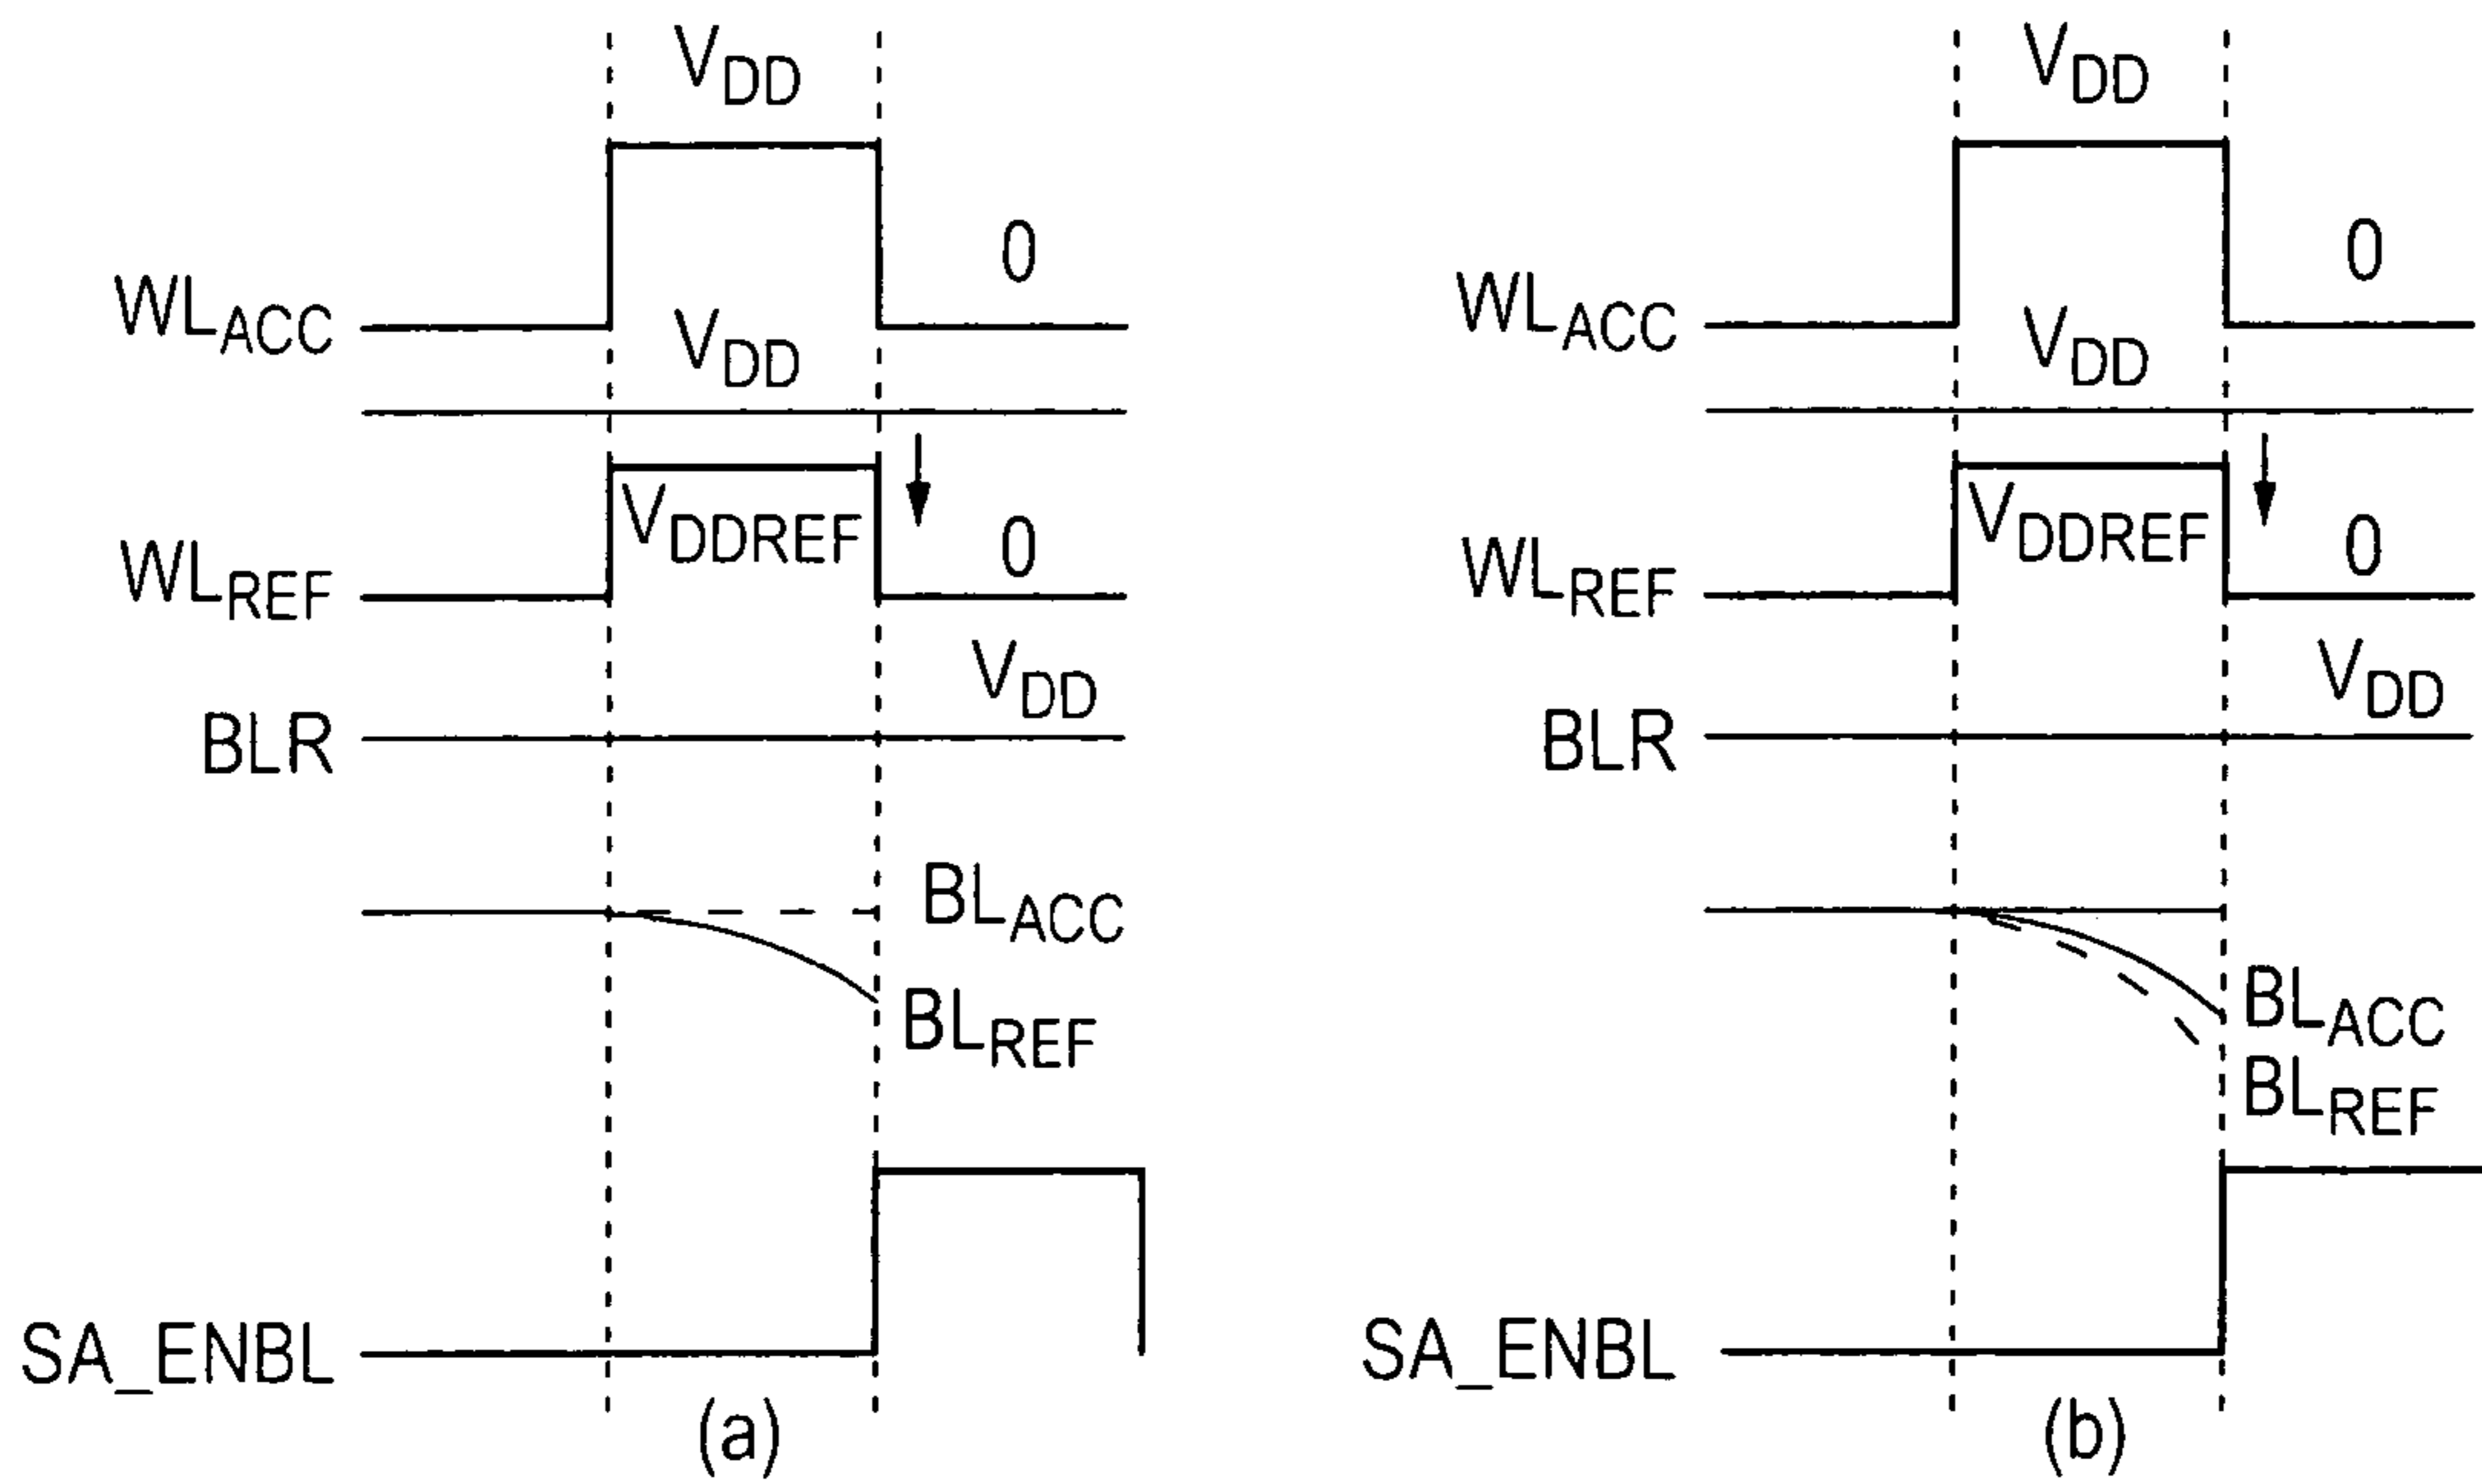 V_DD
0
WL_ACC
V_DD
V_DDREF
0
WL_REF
V_DD
BLR
BL_ACC
BL_REF
SA_ENBL
(a)
V_DD
0
WL_ACC
V_DD
V_DDREF
0
WL_REF
V_DD
BLR
BL_ACC
BL_REF
SA_ENBL
(b)